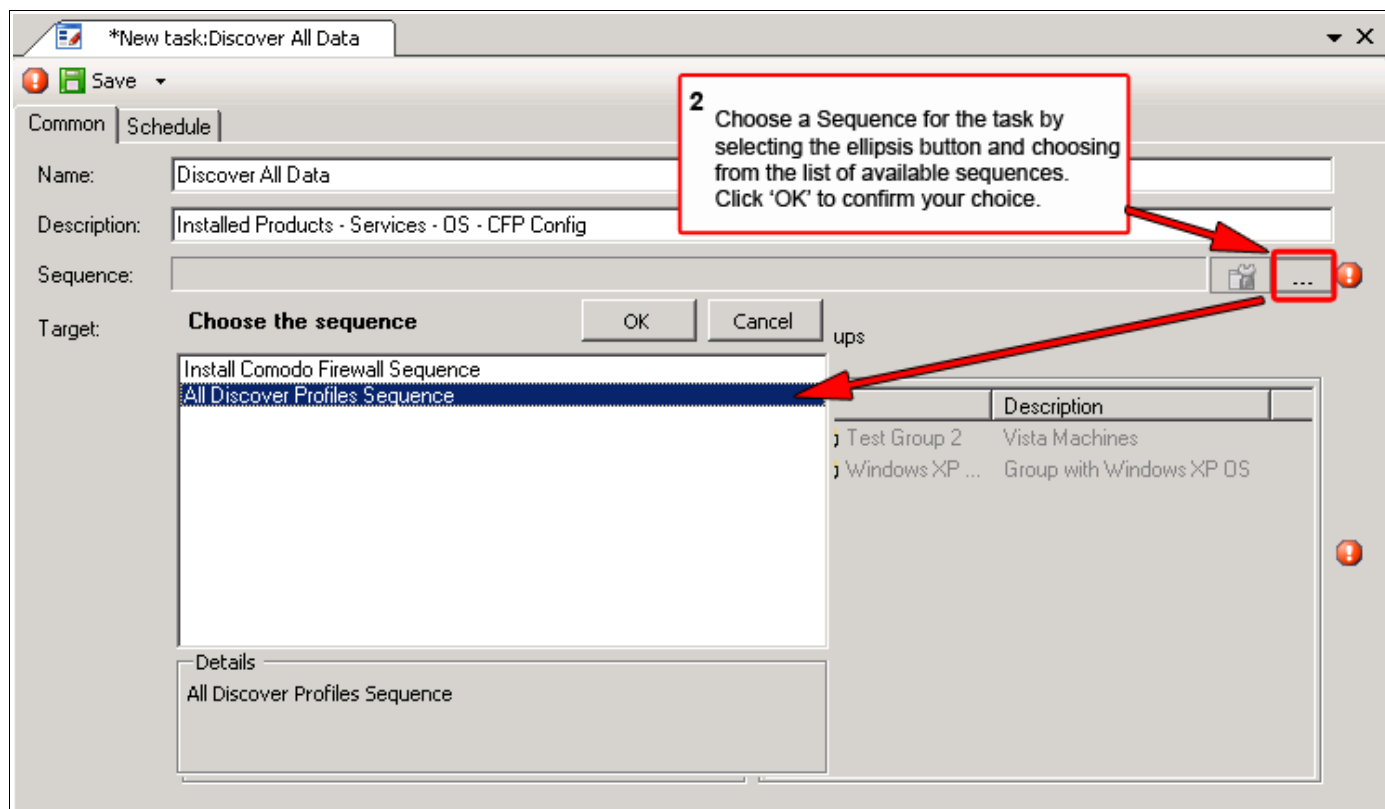 *New task:Discover All Data
Save
Common Schedule
2
Choose a Sequence for the task by
selecting the ellipsis button and choosing
from the list of available sequences.
Click ‘OK’ to confirm your choice.
Name: Discover All Data
Description: Installed Products - Services - OS - CFP Config
Sequence: ...
Target:
Choose the sequence OK Cancel
ups
Install Comodo Firewall Sequence
All Discover Profiles Sequence
Description
Test Group 2 Vista Machines
Windows XP ... Group with Windows XP OS
Details
All Discover Profiles Sequence